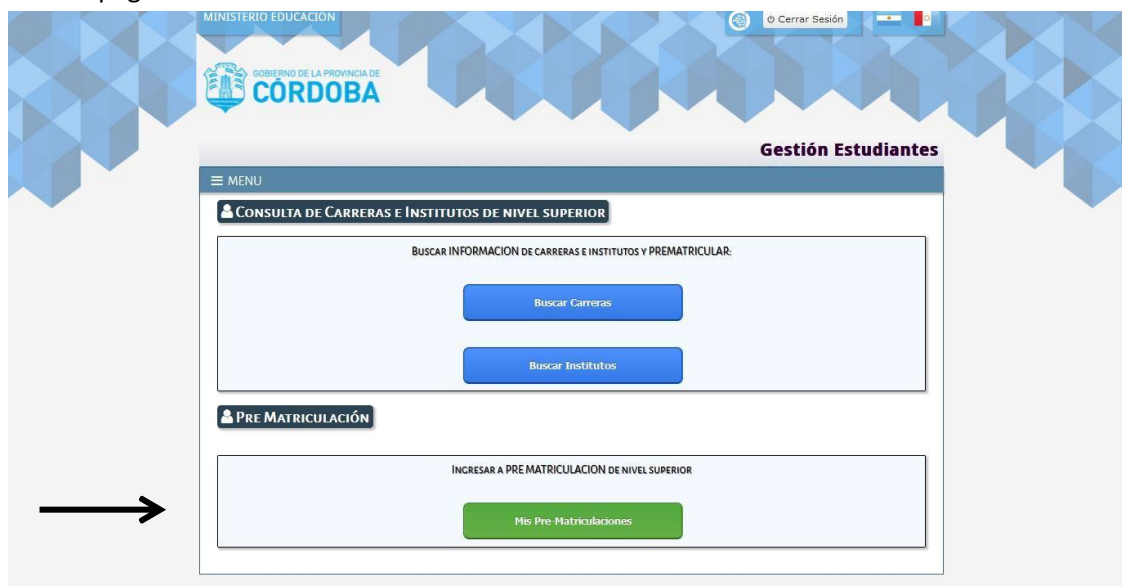 MINISTERIO EDUCACIÓN
Cerrar Sesión
GOBIERNO DE LA PROVINCIA DE
CÓRDOBA
Gestión Estudiantes
MENU
CONSULTA DE CARRERAS E INSTITUTOS DE NIVEL SUPERIOR
BUSCAR INFORMACION DE CARRERAS E INSTITUTOS Y PREMATRICULAR:
Buscar Carreras
Buscar Institutos
PRE MATRICULACIÓN
INGRESAR A PRE MATRICULACION DE NIVEL SUPERIOR
Mis Pre-Matriculaciones